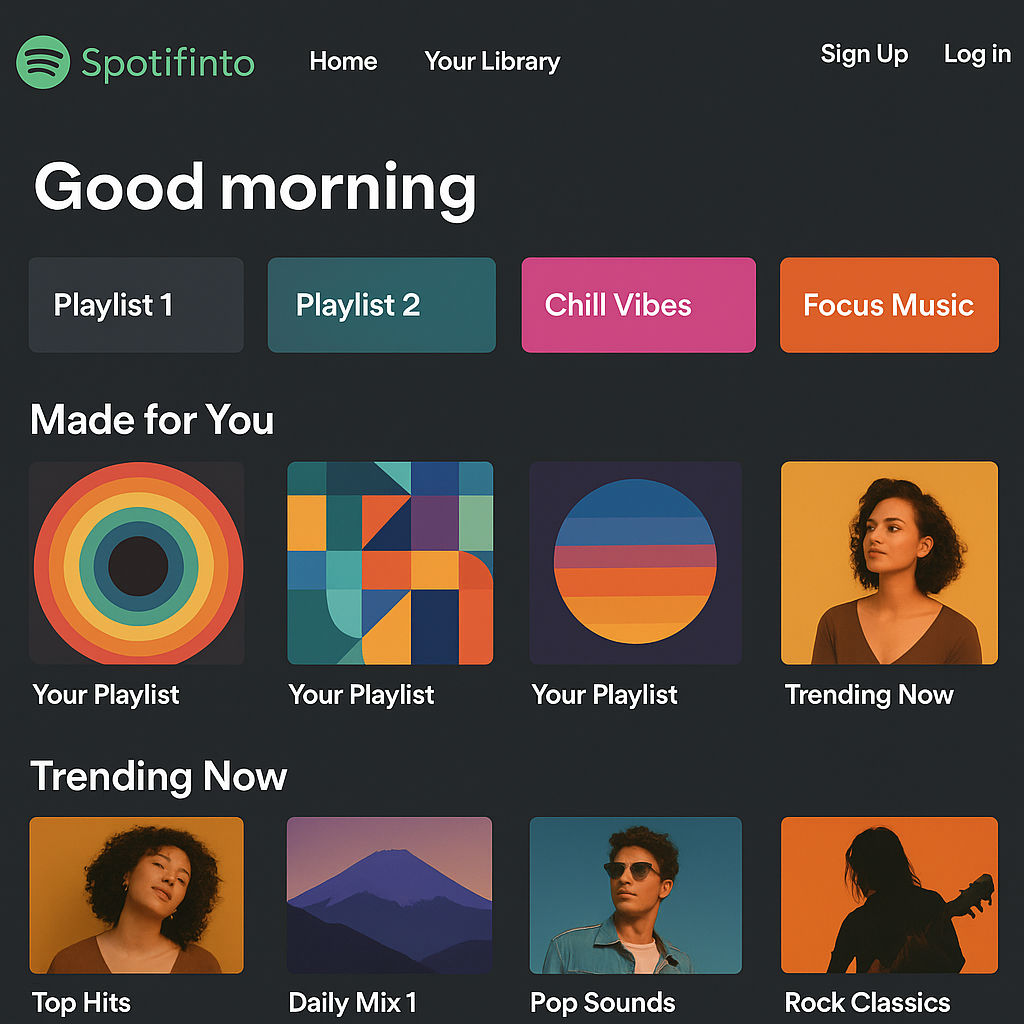 Spotifinto Home Your Library Sign Up Log in
Good morning
Playlist 1 Playlist 2 Chill Vibes Focus Music
Made for You
Your Playlist Your Playlist Your Playlist Trending Now
Trending Now
Top Hits Daily Mix 1 Pop Sounds Rock Classics